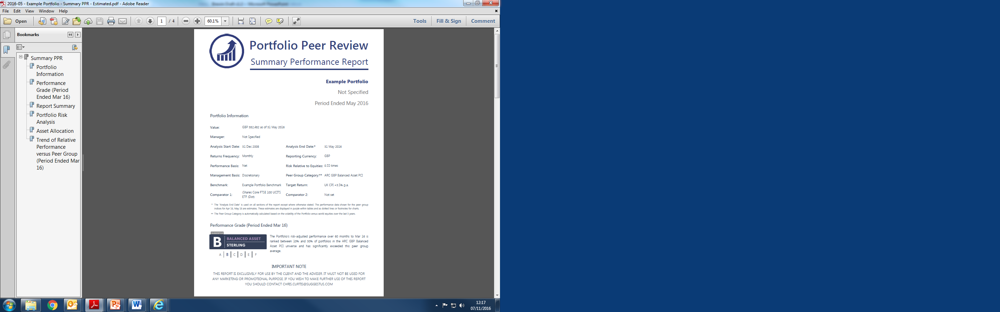 2016-05 - Example Portfolio - Summary PPR - Estimated.pdf - Adobe Reader
File Edit View Window Help
Open
1 / 4
60.1%
Tools Fill & Sign Comment
Bookmarks
Summary PPR
Portfolio
Information
Performance
Grade (Period
Ended Mar 16)
Report Summary
Portfolio Risk
Analysis
Asset Allocation
Trend of Relative
Performance
versus Peer Group
(Period Ended Mar
16)
Portfolio Peer Review
Summary Performance Report
Example Portfolio
Not Specified
Period Ended May 2016
Portfolio Information
Value: GBP 382,482 as of 31 May 2016
Manager: Not Specified
Analysis Start Date: 31 Dec 2008 Analysis End Date:* 31 May 2016
Returns Frequency: Monthly Reporting Currency: GBP
Performance Basis: Net Risk Relative to Equities: 0.55 times
Management Basis: Discretionary Peer Group Category:** ARC GBP Balanced Asset PCI
Benchmark: Example Portfolio Benchmark Target Return: UK CPI +3.5% p.a.
Comparator 1: iShares Core FTSE 100 UCITS ETF (Dist) Comparator 2: Not set
* The "Analysis End Date" is used on all sections of the report except where otherwise stated. The performance data shown for the peer group
indices for Apr 16, May 16 are estimates. These estimates are displayed in purple within tables and as dotted lines or footnotes for charts.
** The Peer Group Category is automatically calculated based on the volatility of the Portfolio versus world equities over the last 3 years.
Performance Grade (Period Ended Mar 16)
SUGGESTUS
B BALANCED ASSET
STERLING
A B C D E F
The Portfolio's risk-adjusted performance over 60 months to Mar 16 is
ranked between 10% and 30% of portfolios in the ARC GBP Balanced
Asset PCI universe and has significantly exceeded this peer group
average.
IMPORTANT NOTE
THIS REPORT IS EXCLUSIVELY FOR USE BY THE CLIENT AND THE ADVISER. IT MUST NOT BE USED FOR
ANY MARKETING OR PROMOTIONAL PURPOSE. IF YOU WISH TO MAKE FURTHER USE OF THIS REPORT
YOU SHOULD CONTACT CHRIS.CURTIS@SUGGESTUS.COM
12:17
07/11/2016